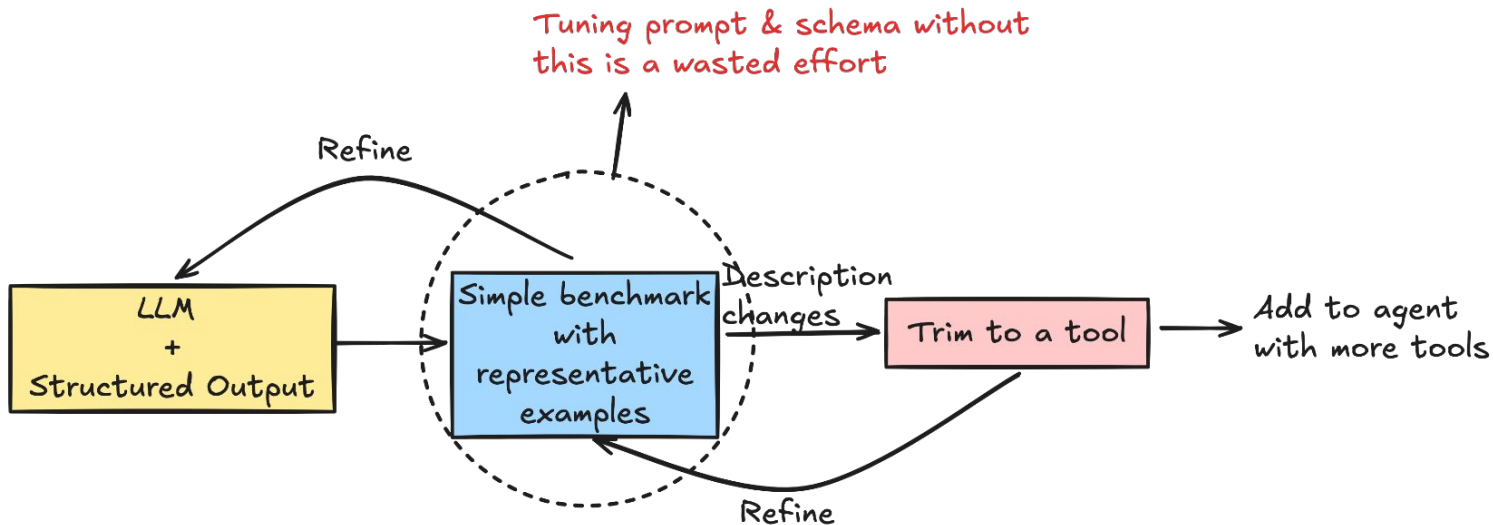 Tuning prompt & schema without
this is a wasted effort
Refine
LLM
+
Structured Output
Simple benchmark
with
representative
examples
Description
changes
Trim to a tool
Add to agent
with more tools
Refine